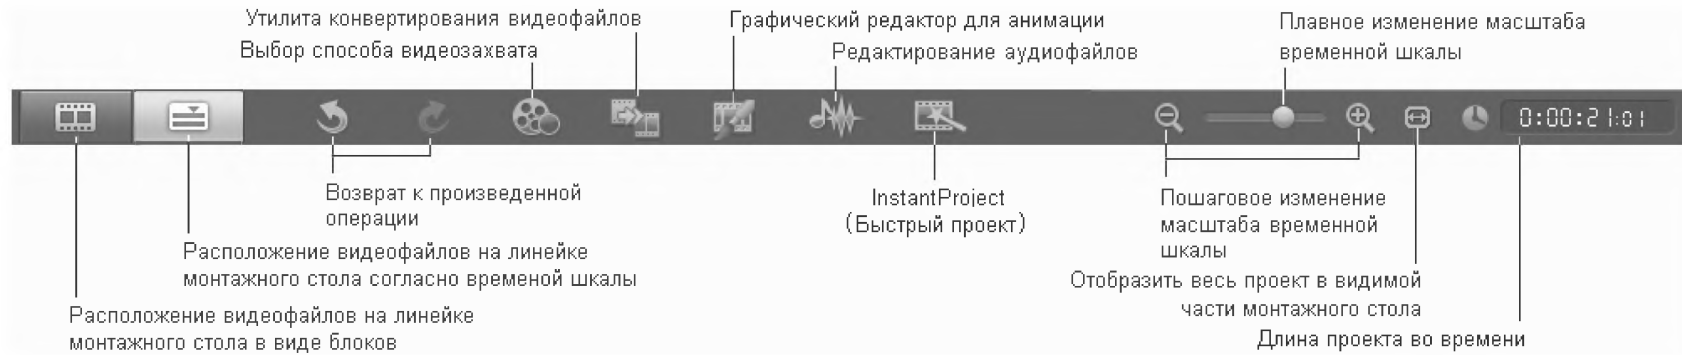 Утилита конвертирования видеофайлов
Выбор способа видеозахвата
Графический редактор для анимации
Редактирование аудиофайлов
Плавное изменение масштаба
временной шкалы
0:00:21:01
Возврат к произведенной
операции
InstantProject
(Быстрый проект)
Пошаговое изменение
масштаба временной
шкалы
Расположение видеофайлов на линейке
монтажного стола согласно временой шкалы
Отобразить весь проект в видимой
части монтажного стола
Расположение видеофайлов на линейке
монтажного стола в виде блоков
Длина проекта во времени